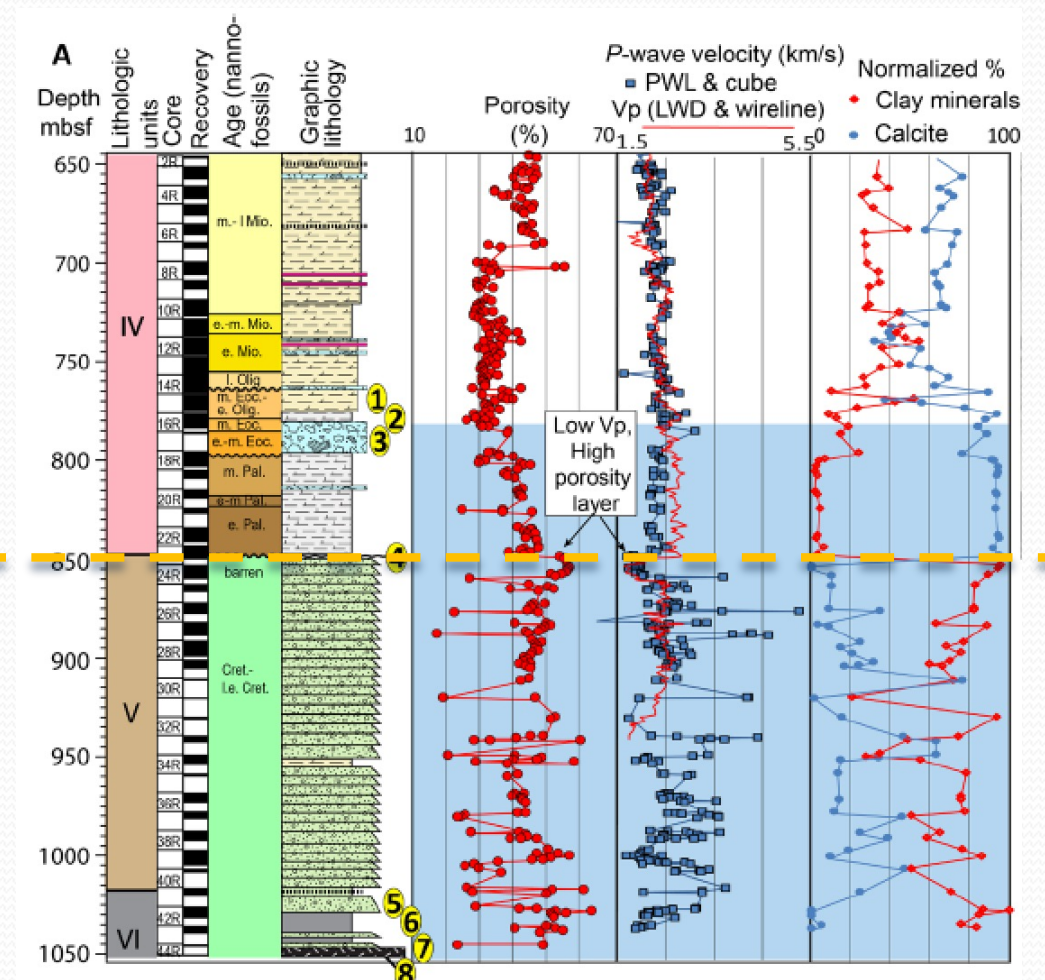 A
Depth
mbsf
Lithologic
units
Core
Recovery
Age (nanno-
fossils)
Graphic
lithology
Porosity
(%)
10
70
P-wave velocity (km/s)
PWL & cube
Vp (LWD & wireline)
1.5
5.5
Normalized %
Clay minerals
Calcite
0
100
650
700
750
800
850
900
950
1000
1050
IV
V
VI
2R
4R
6R
8R
10R
12R
14R
16R
18R
20R
22R
24R
26R
28R
30R
32R
34R
36R
38R
40R
42R
44R
m.- l Mio.
e.-m. Mio.
e. Mio.
l. Olig
m. Eoc.-
e. Olig.
m. Eoc.
e.-m. Eoc.
m. Pal.
e-m Pal.
e. Pal.
barren
Cret.-
l.e. Cret.
1
2
3
4
5
6
7
8
Low Vp,
High
porosity
layer